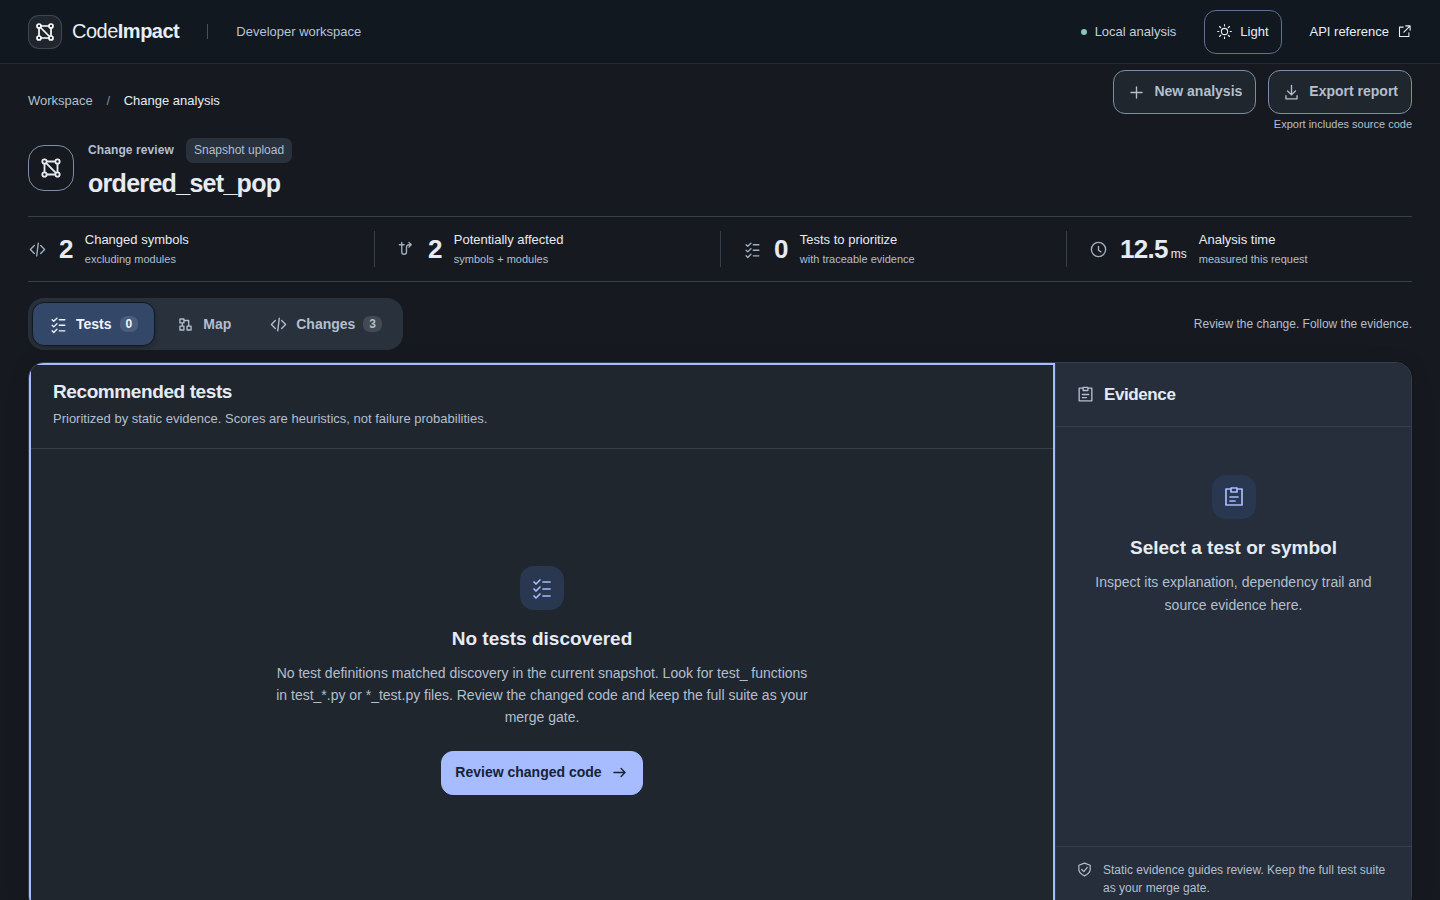 CodeImpact
Developer workspace
Local analysis
Light
API reference
Workspace / Change analysis
New analysis
Export report
Export includes source code
Change review
Snapshot upload
ordered_set_pop
2
Changed symbols
excluding modules
2
Potentially affected
symbols + modules
0
Tests to prioritize
with traceable evidence
12.5 ms
Analysis time
measured this request
Tests 0
Map
Changes 3
Review the change. Follow the evidence.
Recommended tests
Prioritized by static evidence. Scores are heuristics, not failure probabilities.
No tests discovered
No test definitions matched discovery in the current snapshot. Look for test_ functions
in test_*.py or *_test.py files. Review the changed code and keep the full suite as your
merge gate.
Review changed code
Evidence
Select a test or symbol
Inspect its explanation, dependency trail and
source evidence here.
Static evidence guides review. Keep the full test suite
as your merge gate.